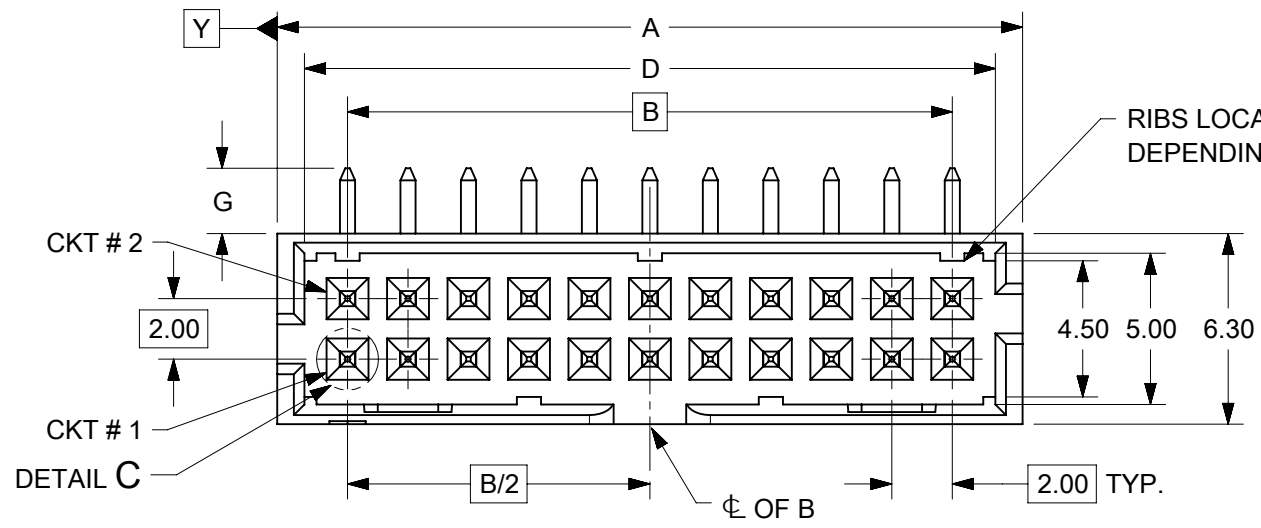 Y
A
D
B
RIBS LOCA
DEPENDIN
G
CKT # 2
2.00
4.50 5.00 6.30
CKT # 1
DETAIL C
B/2
℄ OF B
2.00 TYP.